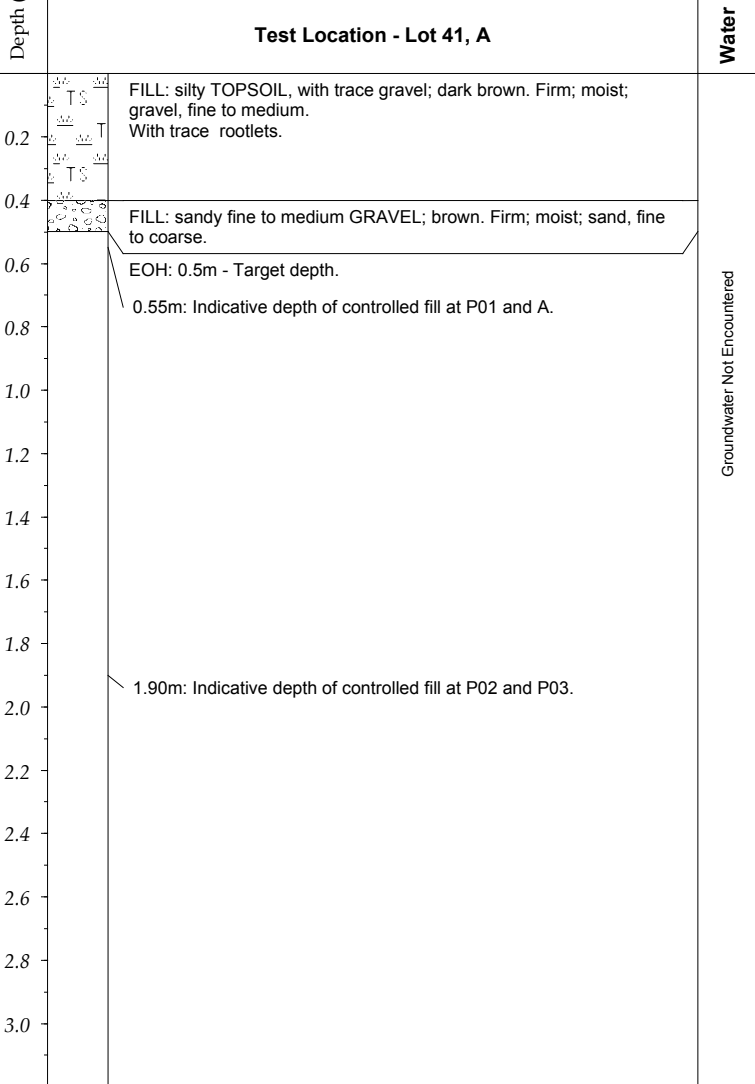 Depth (
Test Location - Lot 41, A
Water
TS
FILL: silty TOPSOIL, with trace gravel; dark brown. Firm; moist;
gravel, fine to medium.
With trace rootlets.
T
0.2
TS
0.4
FILL: sandy fine to medium GRAVEL; brown. Firm; moist; sand, fine
to coarse.
0.6
EOH: 0.5m - Target depth.
0.55m: Indicative depth of controlled fill at P01 and A.
0.8
Groundwater Not Encountered
1.0
1.2
1.4
1.6
1.8
1.90m: Indicative depth of controlled fill at P02 and P03.
2.0
2.2
2.4
2.6
2.8
3.0